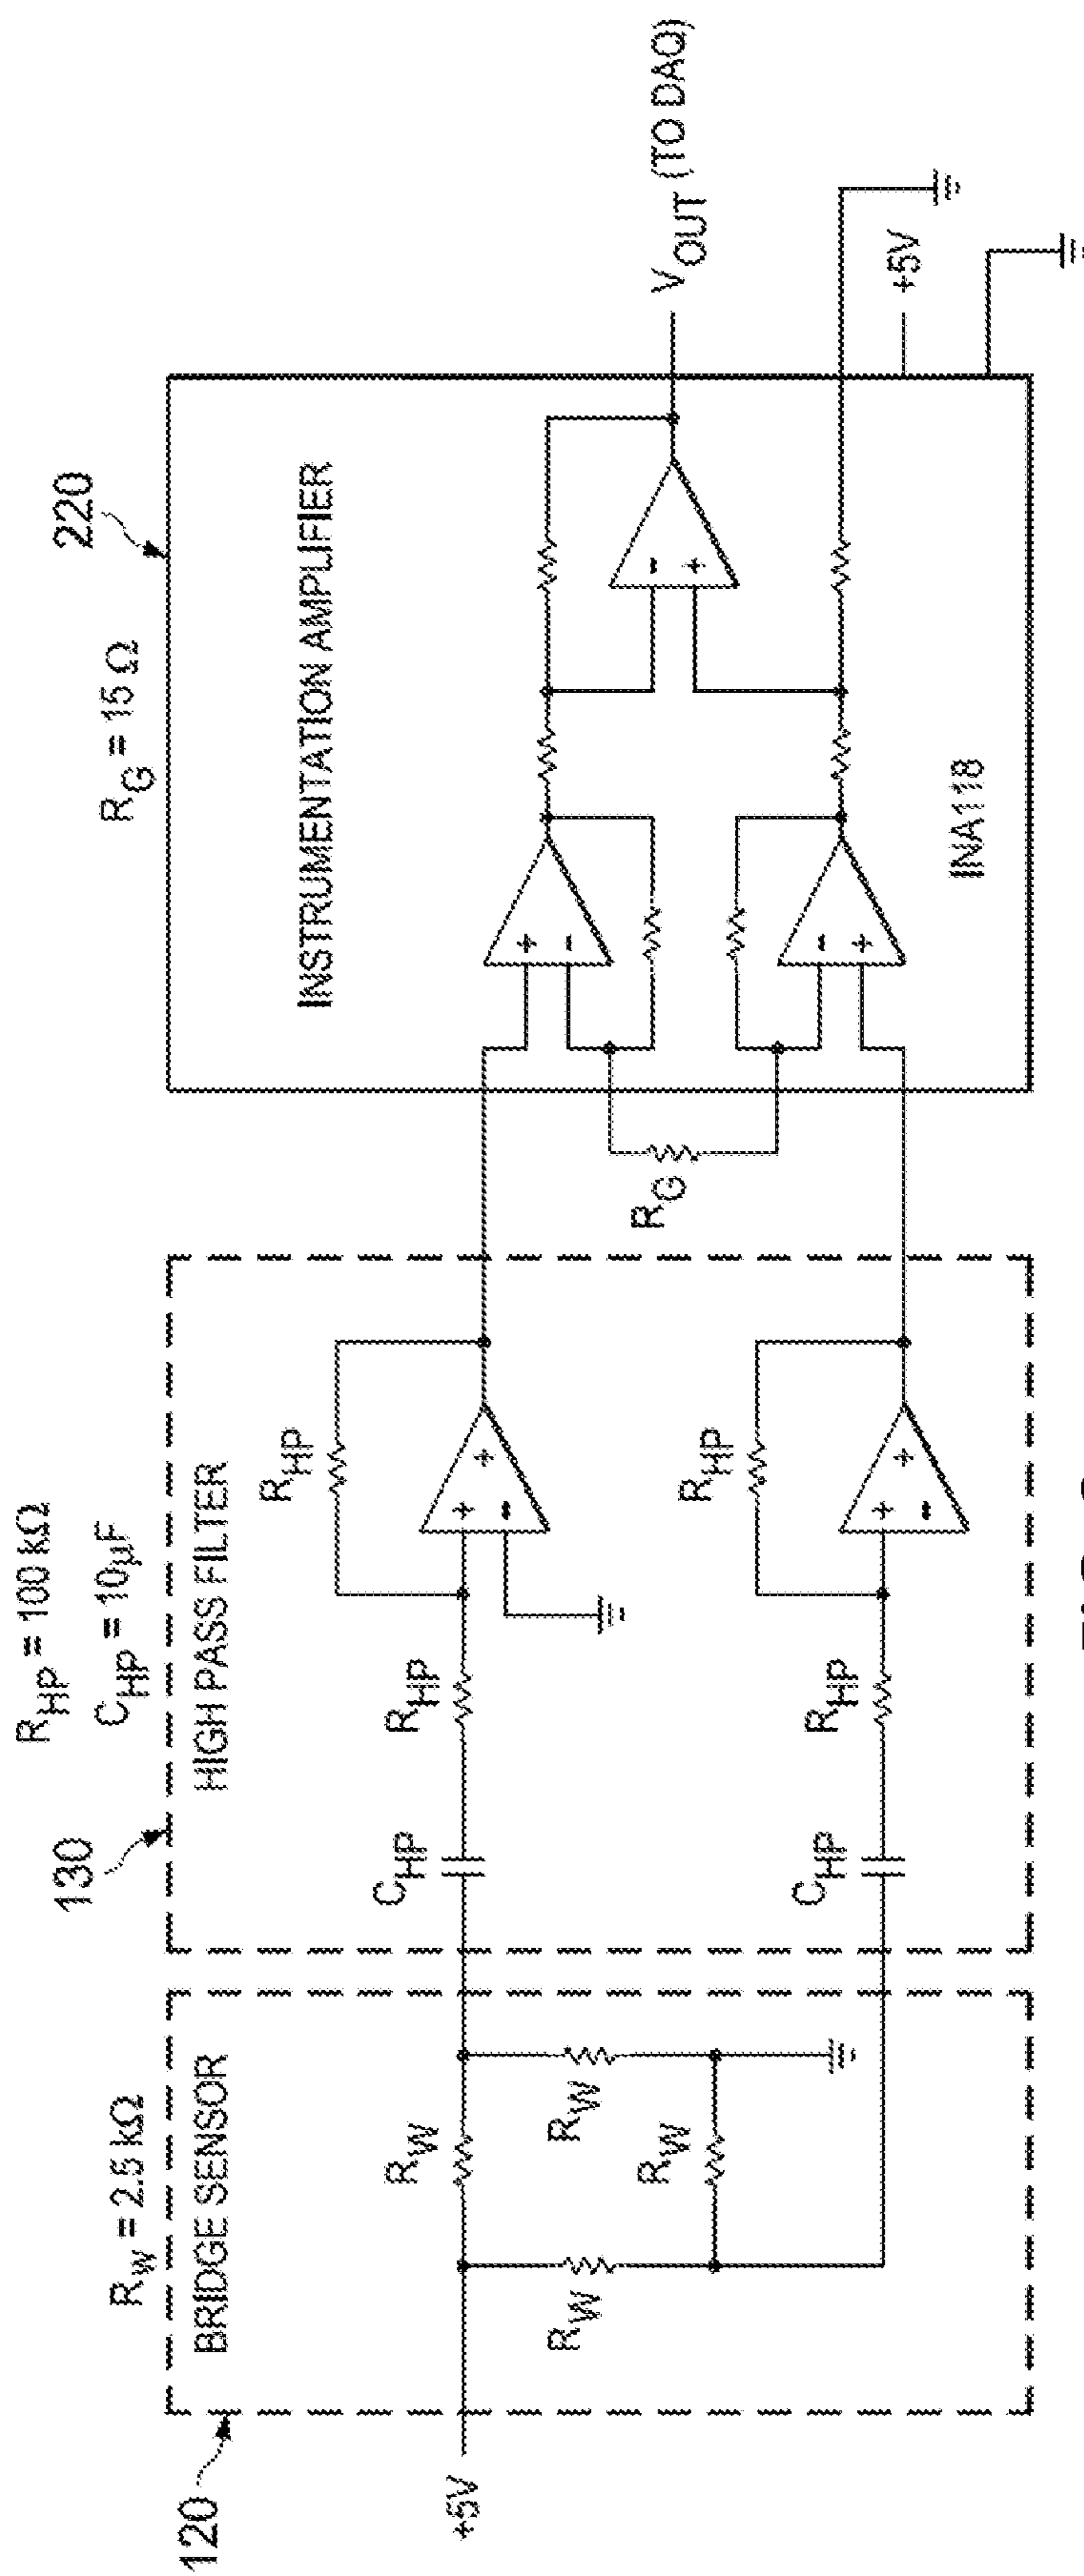 R_W = 2.5 kΩ
R_HP = 100 kΩ
C_HP = 10μF
R_G = 15 Ω
120
130
220
BRIDGE SENSOR
HIGH PASS FILTER
INSTRUMENTATION AMPLIFIER
+5V
R_W
R_W
R_W
R_W
C_HP
R_HP
R_HP
+
-
+
C_HP
R_HP
R_HP
+
-
+
R_G
+
-
-
+
-
+
INA118
V_OUT (TO DAQ)
+5V